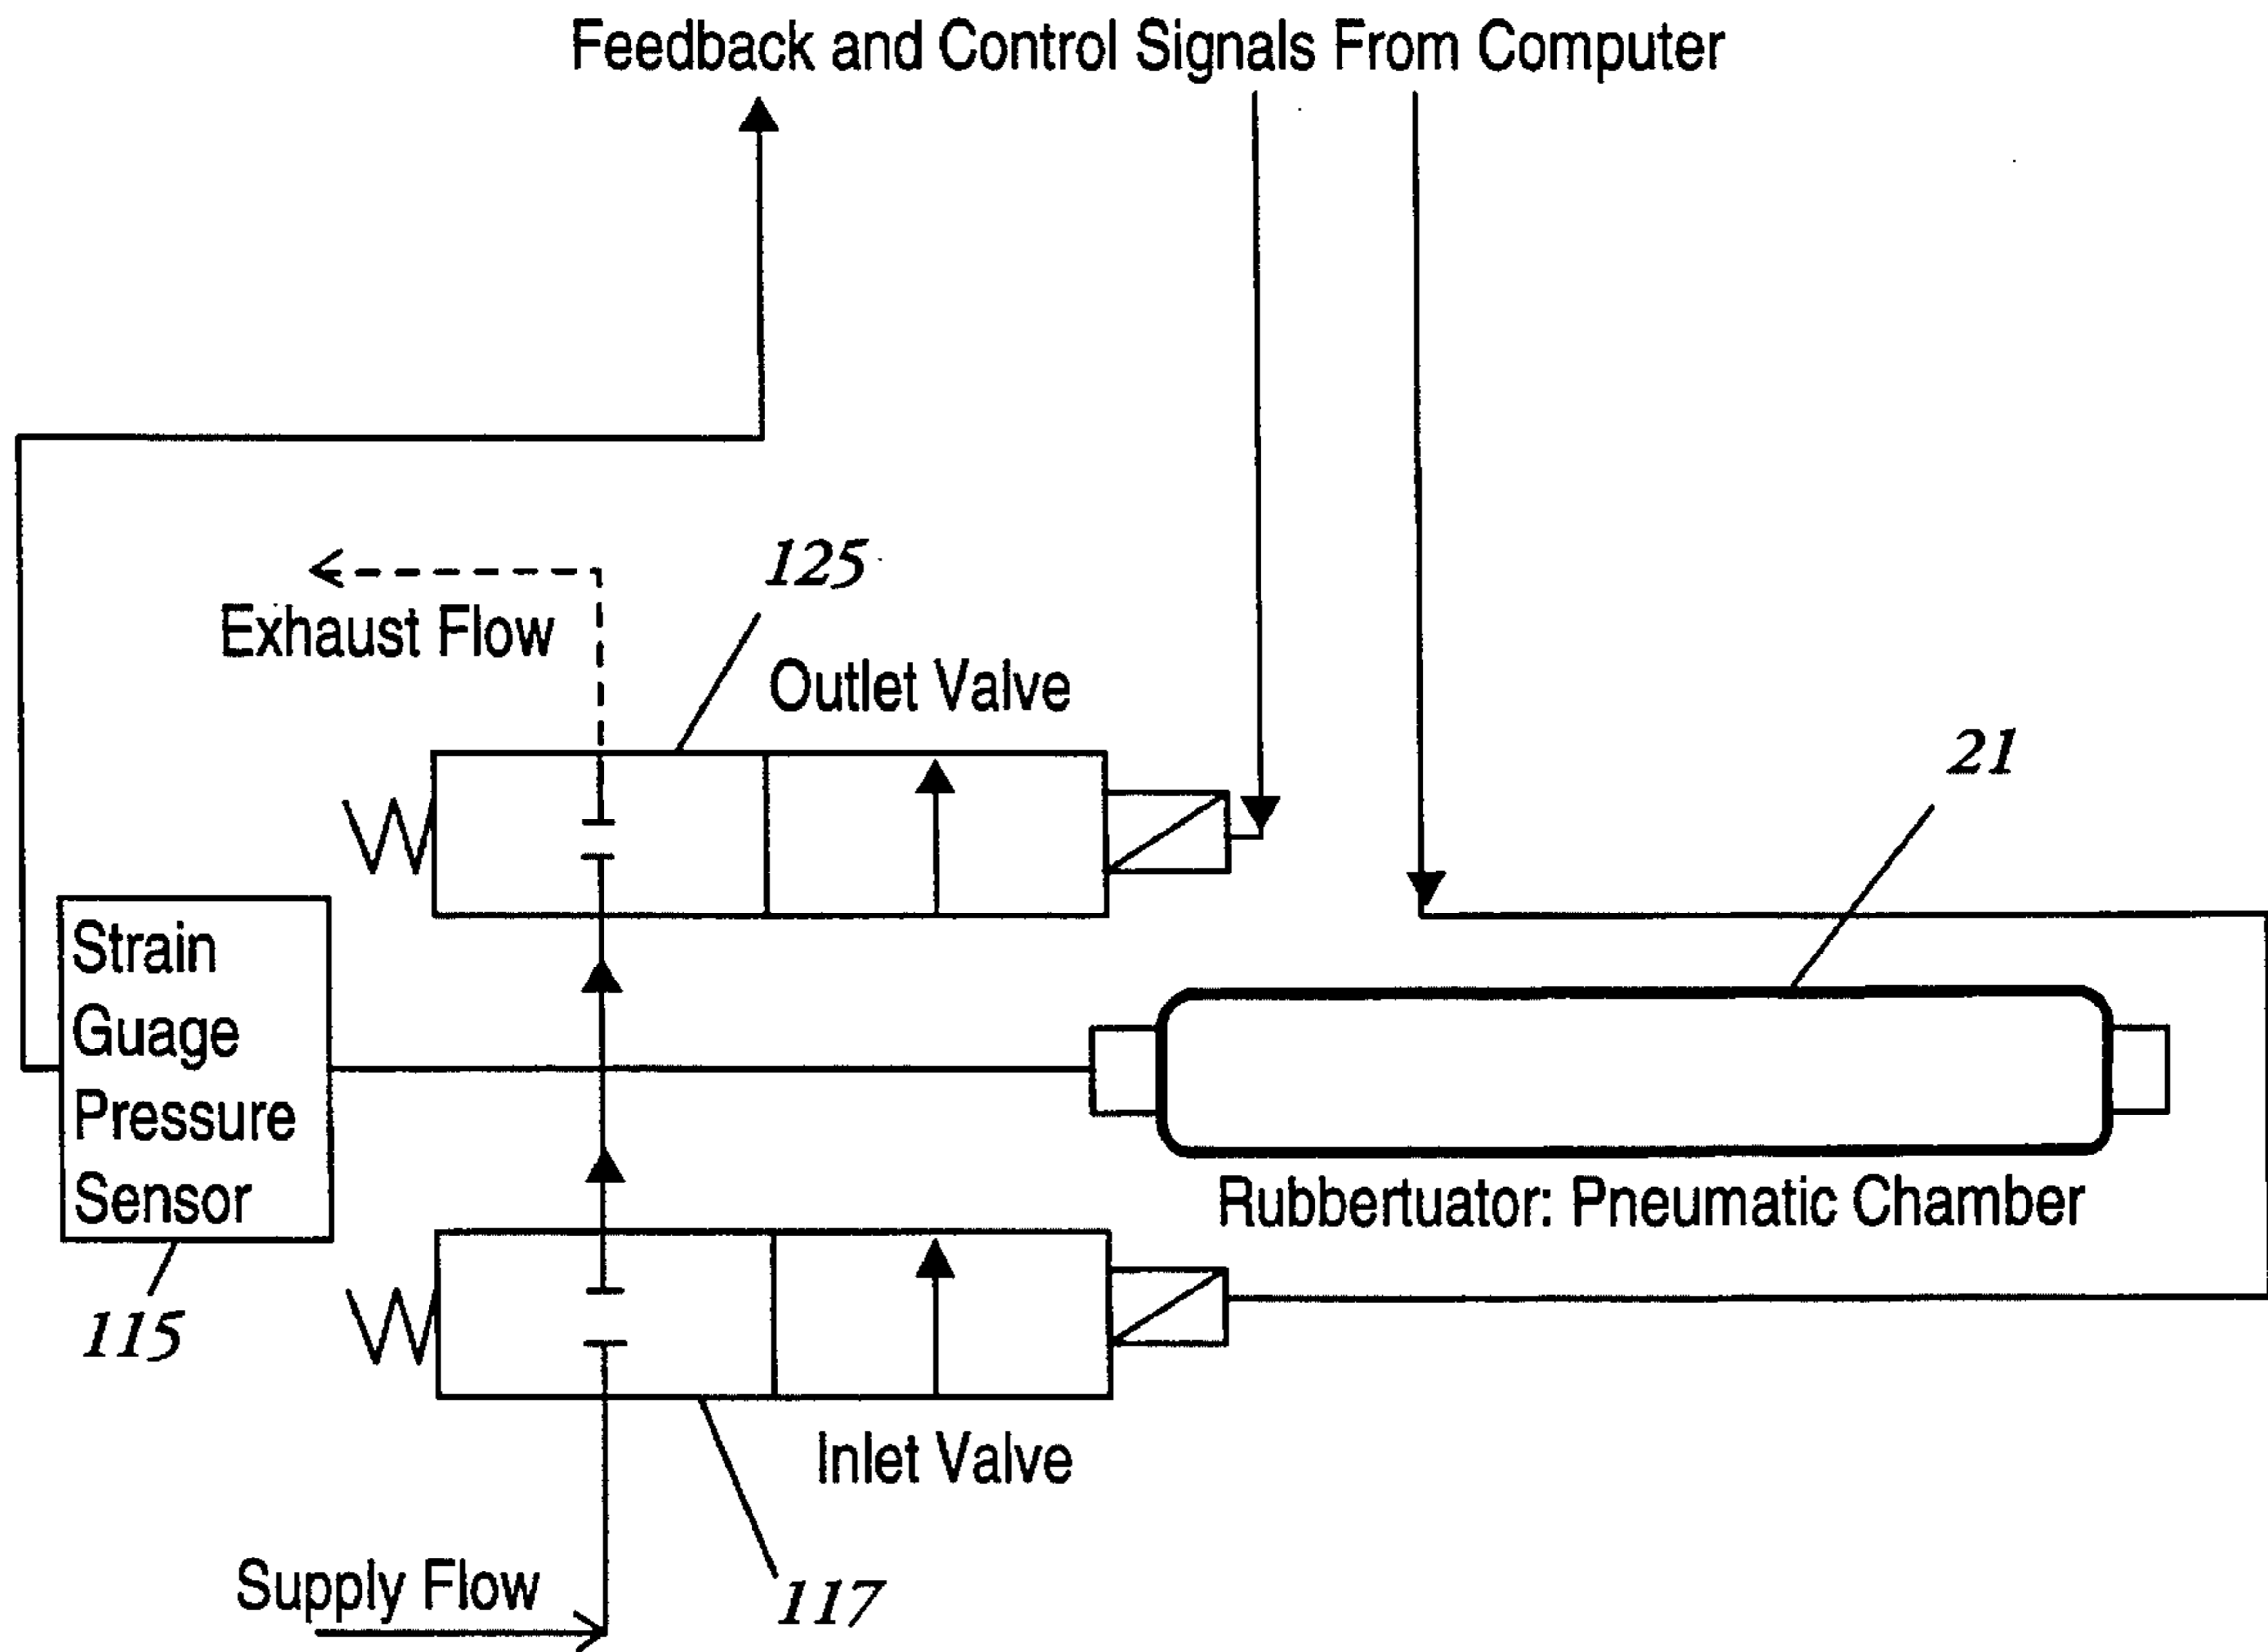 Feedback and Control Signals From Computer
125
Exhaust Flow
Outlet Valve
21
Strain
Guage
Pressure
Sensor
Rubbertuator: Pneumatic Chamber
115
Inlet Valve
Supply Flow
117